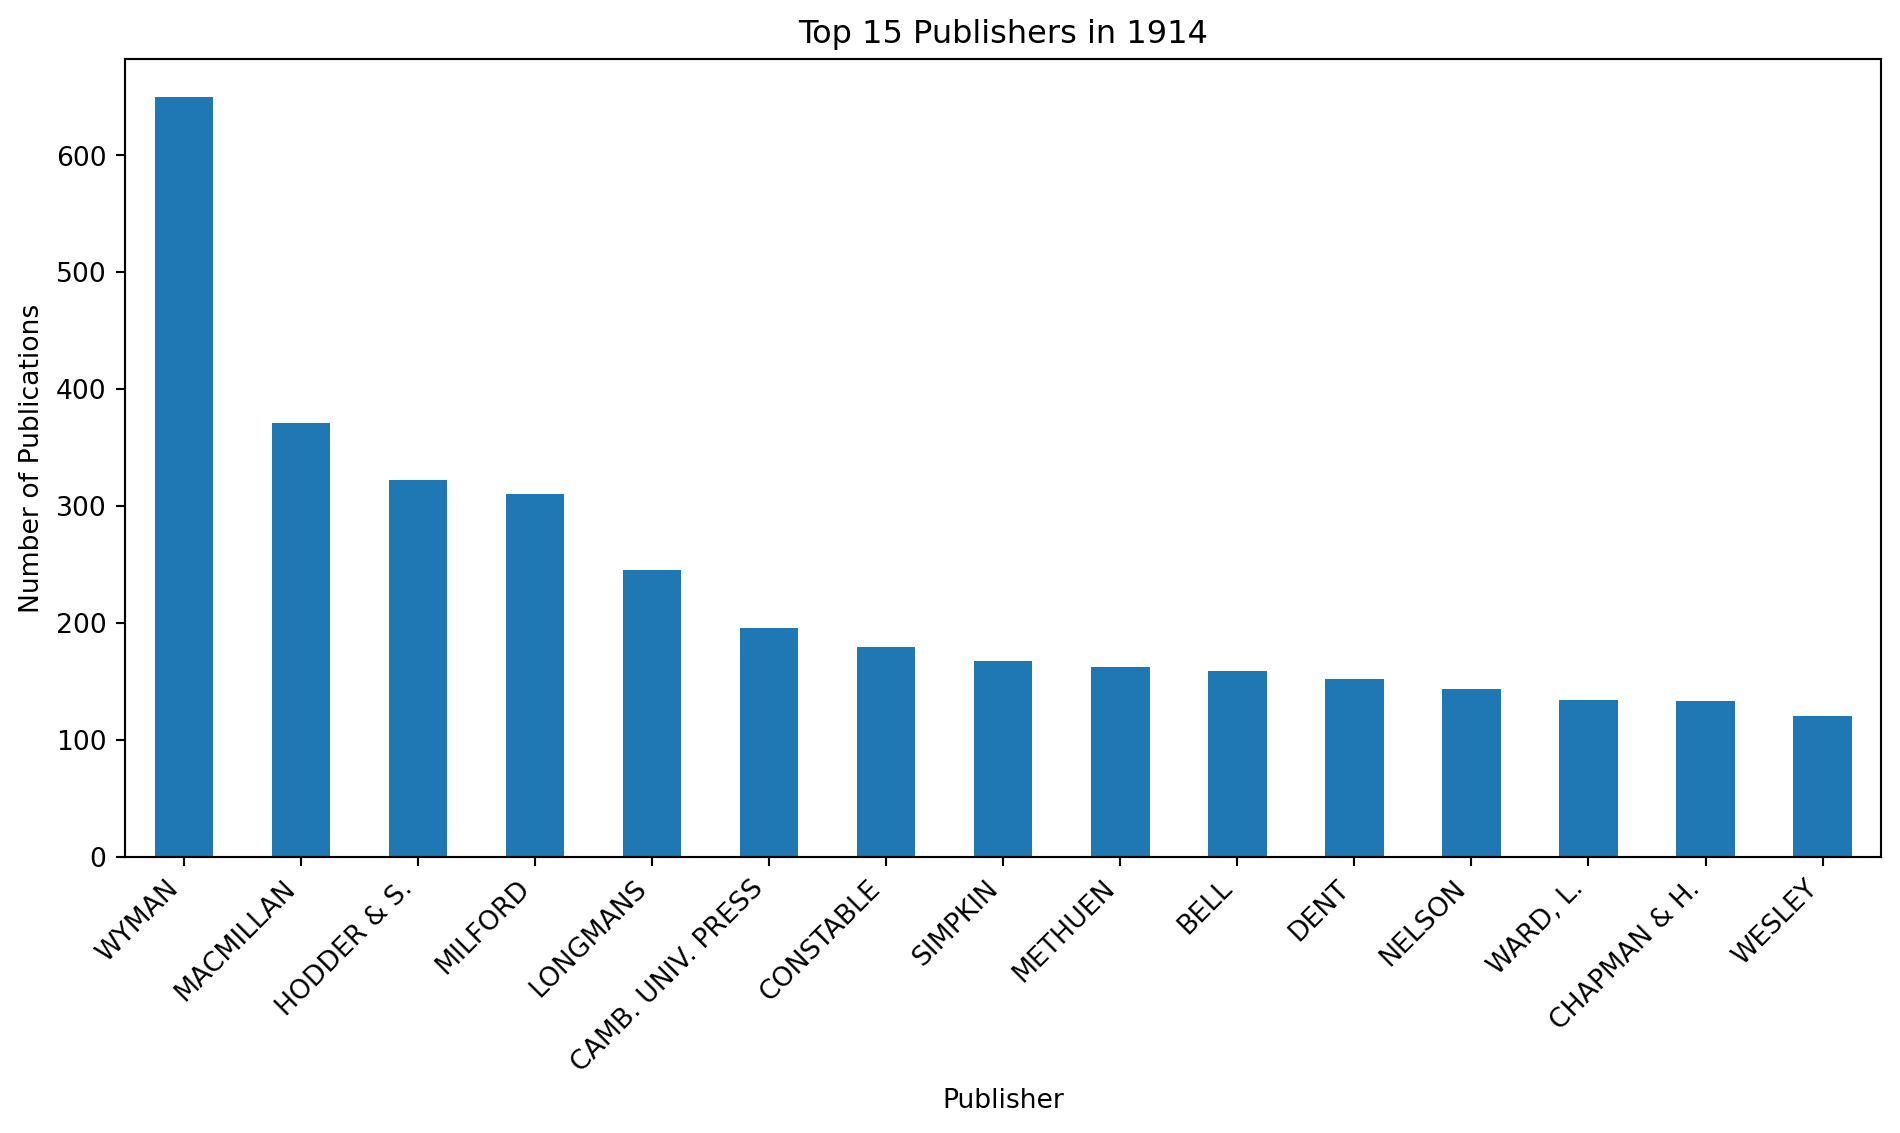 Top 15 Publishers in 1914
Number of Publications
600
500
400
300
200
100
0
WYMAN
MACMILLAN
HODDER & S.
MILFORD
LONGMANS
CAMB. UNIV. PRESS
CONSTABLE
SIMPKIN
METHUEN
BELL
DENT
NELSON
WARD, L.
CHAPMAN & H.
WESLEY
Publisher